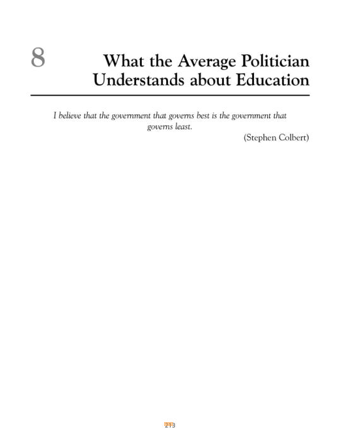 8
What the Average Politician
Understands about Education
I believe that the government that governs best is the government that
governs least.
(Stephen Colbert)
293